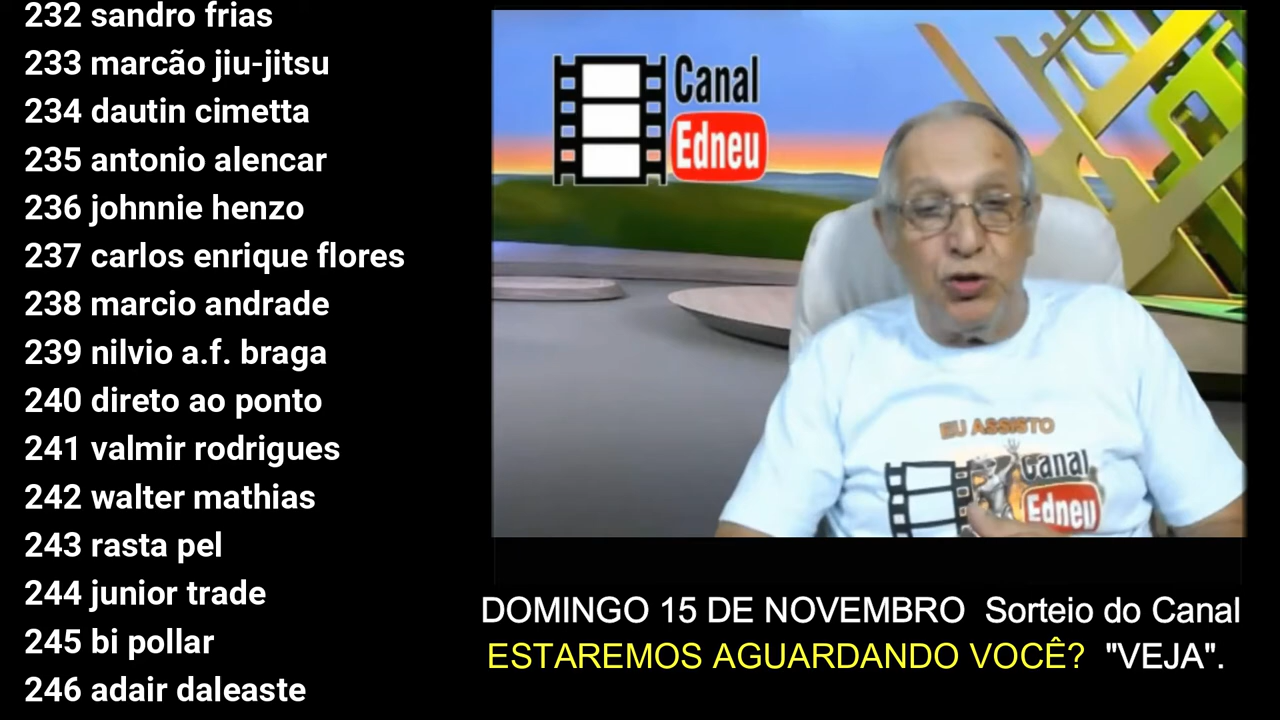 232 sandro frias
233 marcão jiu-jitsu
234 dautin cimetta
235 antonio alencar
236 johnnie henzo
237 carlos enrique flores
238 marcio andrade
239 nilvio a.f. braga
240 direto ao ponto
241 valmir rodrigues
242 walter mathias
243 rasta pel
244 junior trade
245 bi pollar
246 adair daleaste
Canal
Edneu
EU ASSISTO
Canal
Edneu
DOMINGO 15 DE NOVEMBRO Sorteio do Canal
ESTAREMOS AGUARDANDO VOCÊ? "VEJA".